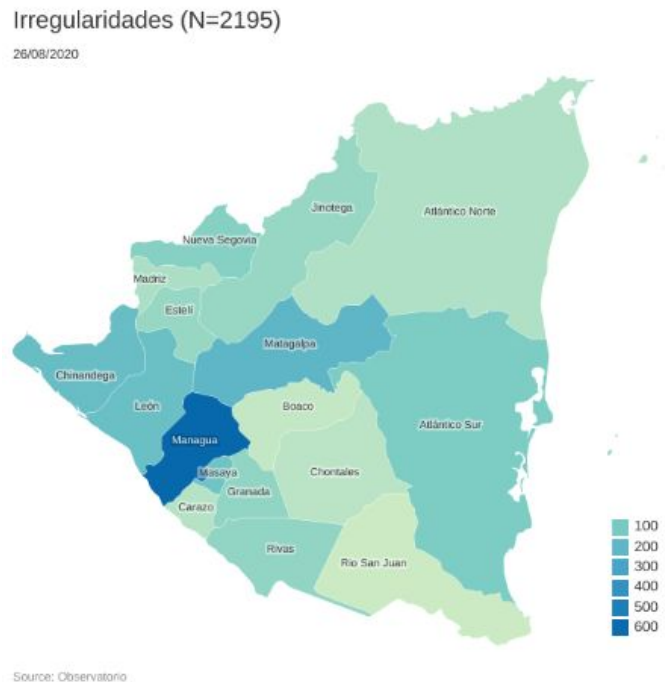 Irregularidades (N=2195)
26/08/2020
Jinotega
Atlántico Norte
Nueva Segovia
Madriz
Estelí
Matagalpa
Chinandega
León
Boaco
Atlántico Sur
Managua
Masaya
Chontales
Granada
Carazo
Rivas
Rio San Juan
100
200
300
400
500
600
Source: Observatorio